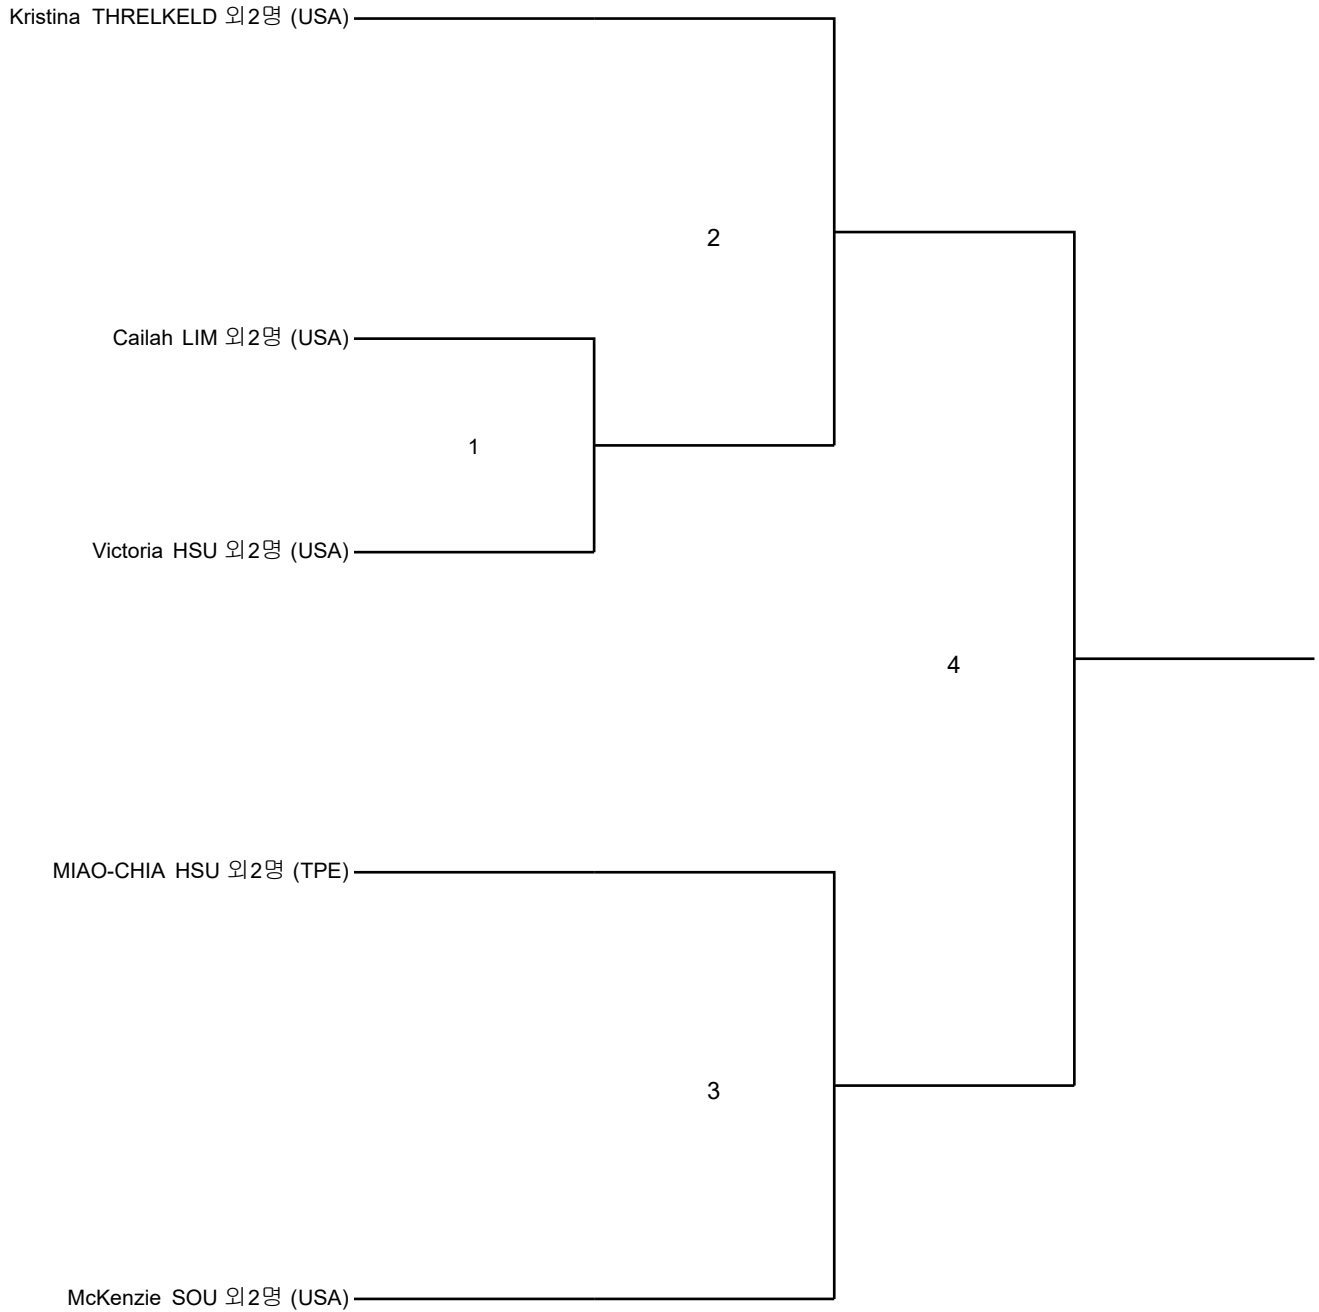 Kristina THRELKELD 외2명 (USA)
2
Cailah LIM 외2명 (USA)
1
Victoria HSU 외2명 (USA)
4
MIAO-CHIA HSU 외2명 (TPE)
3
McKenzie SOU 외2명 (USA)